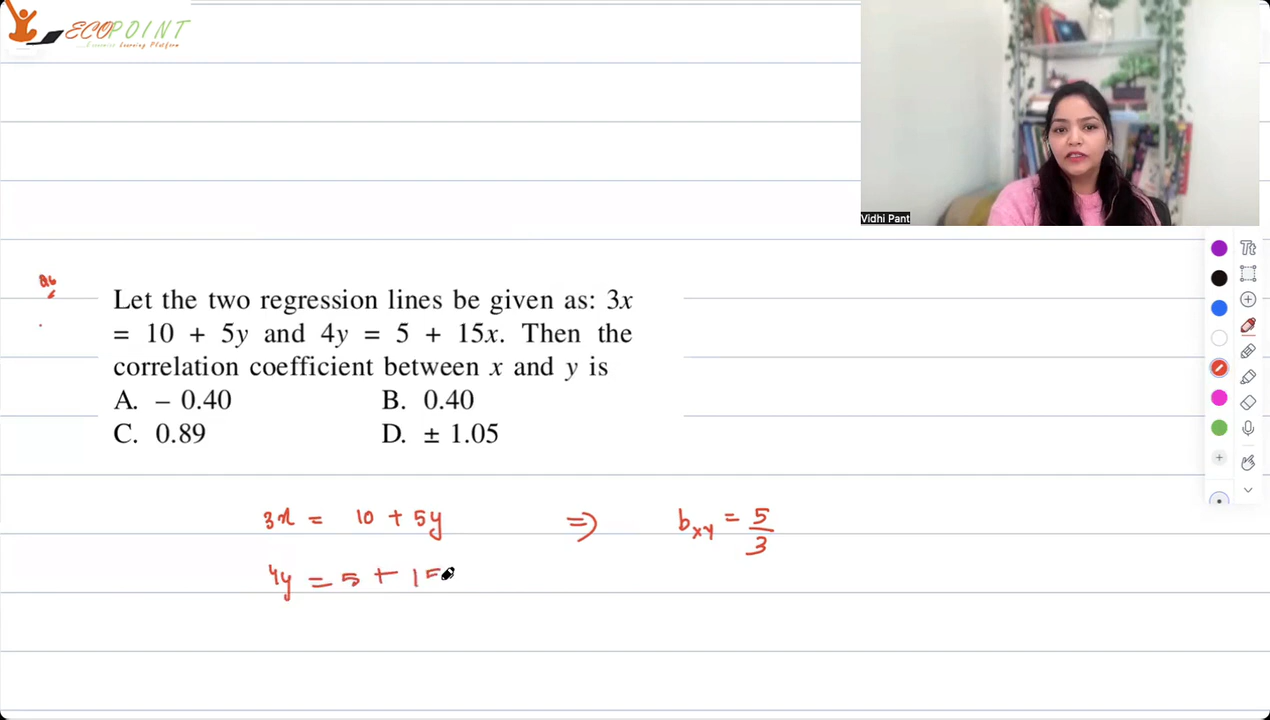 ECOPOINT
...Economics Learning Platform
Vidhi Pant
Tt
Q6
Let the two regression lines be given as: 3x
= 10 + 5y and 4y = 5 + 15x. Then the
correlation coefficient between x and y is
A. – 0.40 B. 0.40
C. 0.89 D. ± 1.05
3x = 10 + 5y => bxy = 5/3
4y = 5 + 15